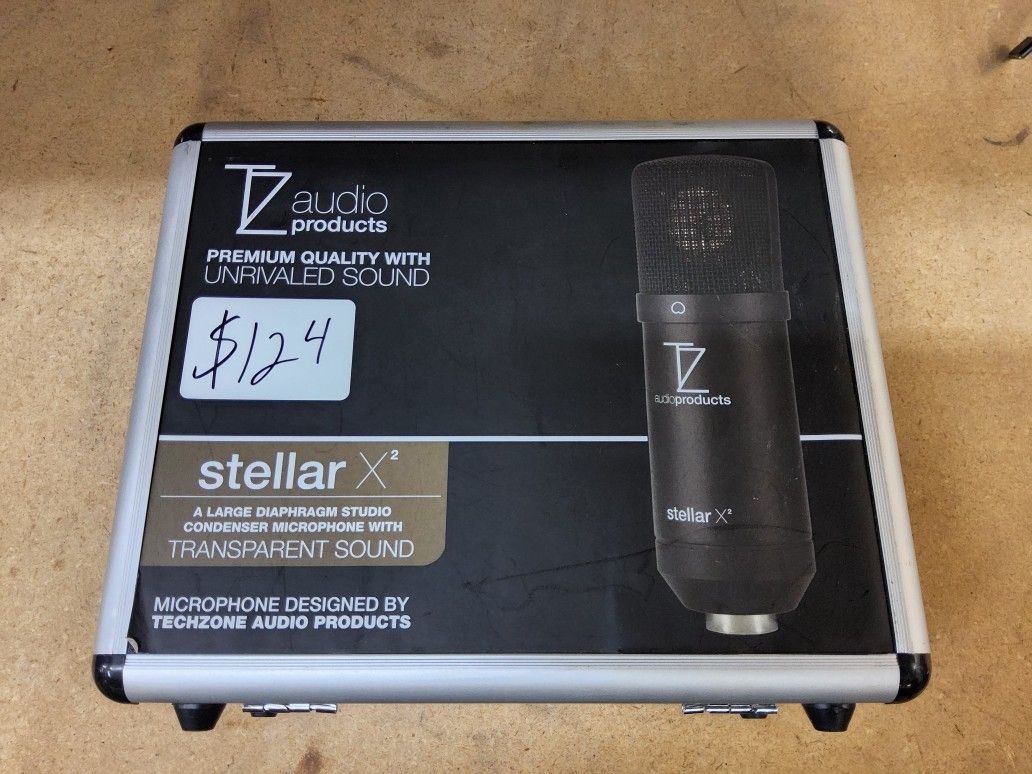 TZ audio
products
PREMIUM QUALITY WITH
UNRIVALED SOUND
$124
stellar X²
A LARGE DIAPHRAGM STUDIO
CONDENSER MICROPHONE WITH
TRANSPARENT SOUND
MICROPHONE DESIGNED BY
TECHZONE AUDIO PRODUCTS
TZ
audioproducts
stellar X²